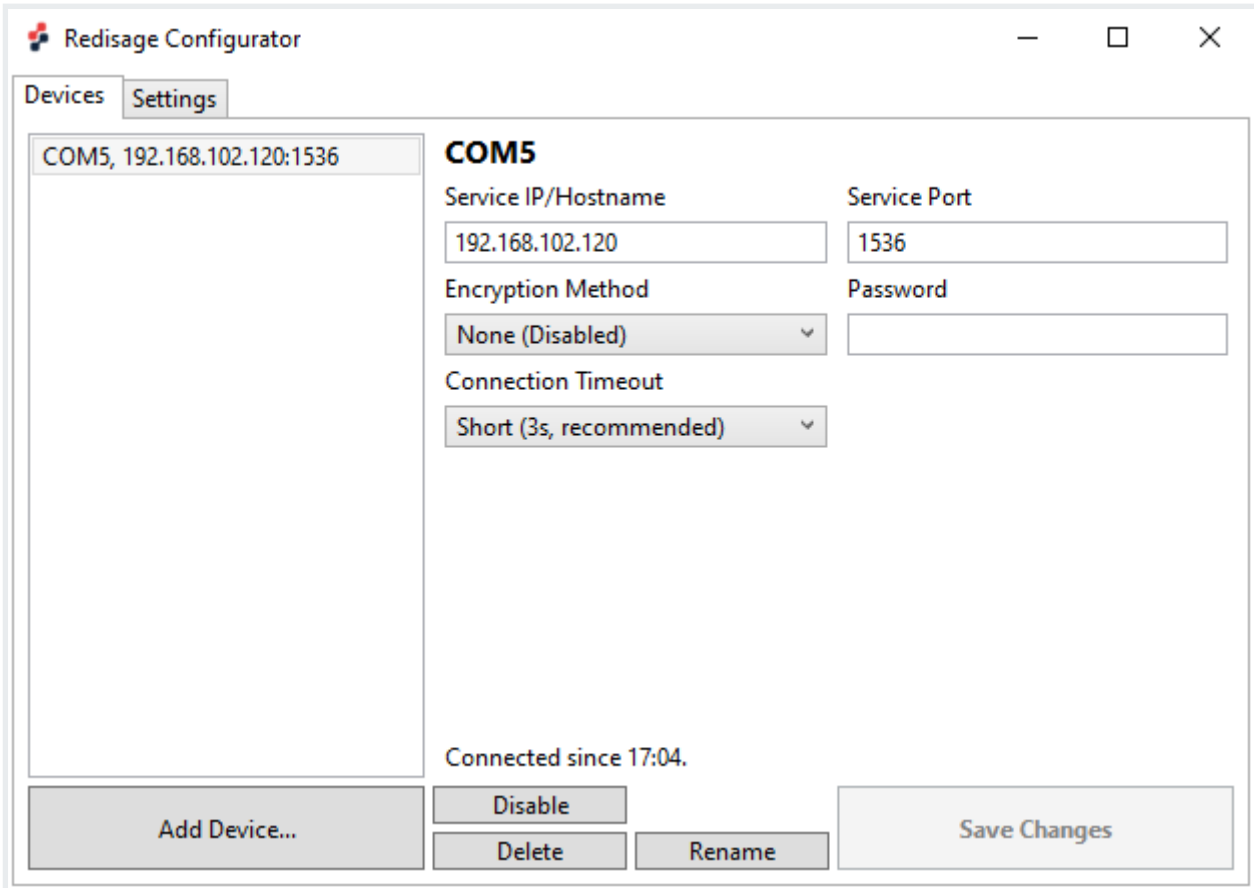 Redisage Configurator
Devices
Settings
COM5, 192.168.102.120:1536
COM5
Service IP/Hostname
Service Port
192.168.102.120
1536
Encryption Method
Password
None (Disabled)
Connection Timeout
Short (3s, recommended)
Connected since 17:04.
Add Device...
Disable
Delete
Rename
Save Changes